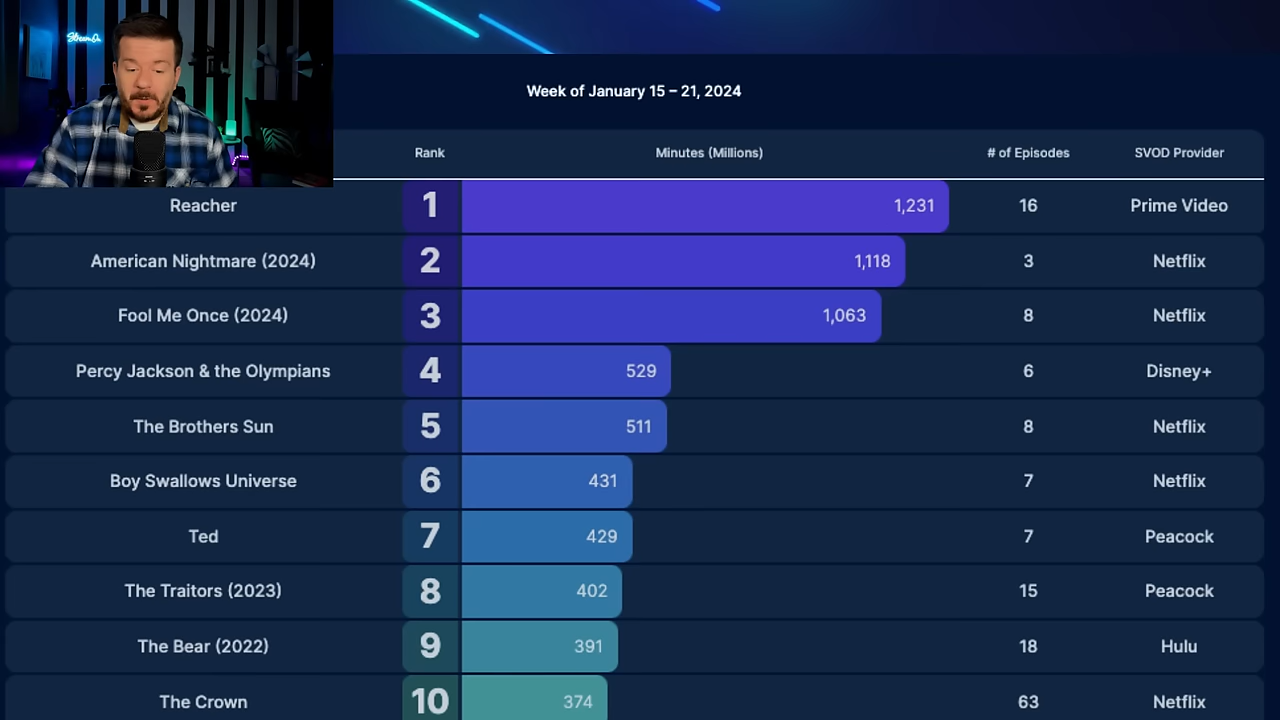 StreamOn
Week of January 15 – 21, 2024
Rank Minutes (Millions) # of Episodes SVOD Provider
Reacher 1 1,231 16 Prime Video
American Nightmare (2024) 2 1,118 3 Netflix
Fool Me Once (2024) 3 1,063 8 Netflix
Percy Jackson & the Olympians 4 529 6 Disney+
The Brothers Sun 5 511 8 Netflix
Boy Swallows Universe 6 431 7 Netflix
Ted 7 429 7 Peacock
The Traitors (2023) 8 402 15 Peacock
The Bear (2022) 9 391 18 Hulu
The Crown 10 374 63 Netflix